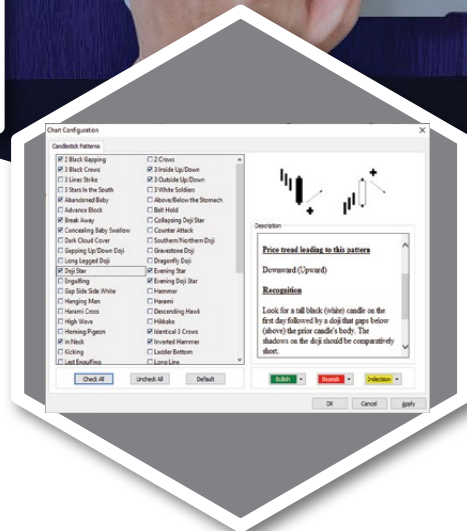 Chart Configuration
Candlestick Patterns
2 Black Gapping
2 Crows
3 Black Crows
3 Inside Up/Down
3 Lines Strike
3 Outside Up/Down
3 Stars In the South
3 White Soldiers
Abandoned Baby
Above/Below the Stomach
Advance Block
Belt Hold
Break Away
Collapsing Doji Star
Concealing Baby Swallow
Counter Attack
Dark Cloud Cover
Southern/Northern Doji
Gapping Up/Down Doji
Gravestone Doji
Long Legged Doji
Dragonfly Doji
Doji Star
Evening Star
Engulfing
Evening Doji Star
Gap Side Side White
Hammer
Hanging Man
Harami
Harami Cross
Descending Hawk
High Wave
Hikkake
Homing Pigeon
Identical 3 Crows
In Neck
Inverted Hammer
Kicking
Ladder Bottom
Last Engulfing
Long Line
Check All
Uncheck All
Default
Description
Price trend leading to this pattern
Downward (Upward)
Recognition
Look for a tall black (white) candle on the
first day followed by a doji that gaps below
(above) the prior candle's body. The
shadows on the doji should be comparatively
short.
Bullish
Bearish
Indecision
OK
Cancel
Apply